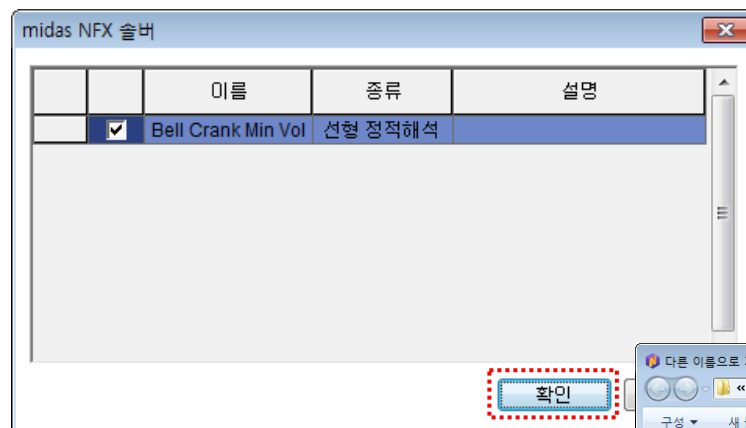 midas NFX 솔버
이름 종류 설명
Bell Crank Min Vol 선형 정적해석
확인
다른 이름으로
«
구성 새